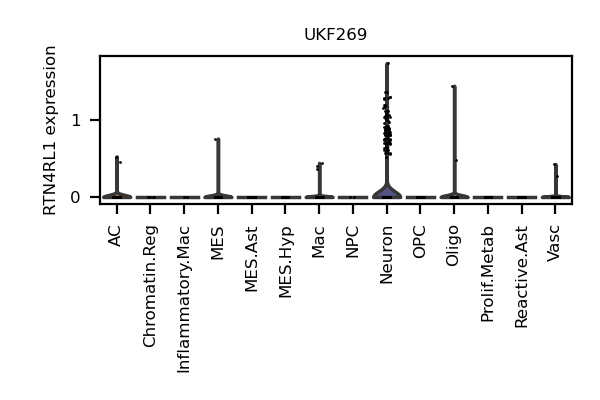 UKF269
RTN4RL1 expression
1
0
AC
Chromatin.Reg
Inflammatory.Mac
MES
MES.Ast
MES.Hyp
Mac
NPC
Neuron
OPC
Oligo
Prolif.Metab
Reactive.Ast
Vasc